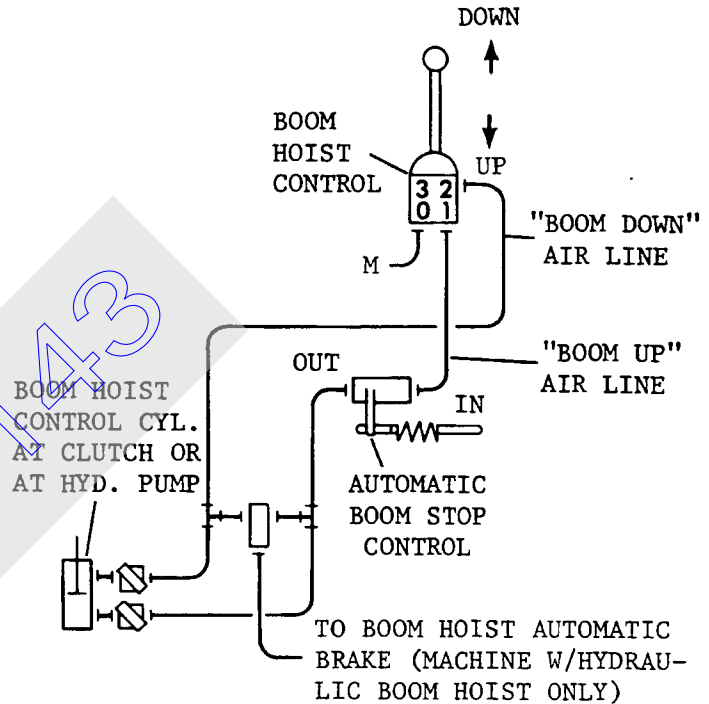 DOWN
BOOM
HOIST
CONTROL
UP
3 2
0 1
M
"BOOM DOWN"
AIR LINE
OUT
"BOOM UP"
AIR LINE
IN
BOOM HOIST
CONTROL CYL.
AT CLUTCH OR
AT HYD. PUMP
AUTOMATIC
BOOM STOP
CONTROL
TO BOOM HOIST AUTOMATIC
BRAKE (MACHINE W/HYDRAU-
LIC BOOM HOIST ONLY)